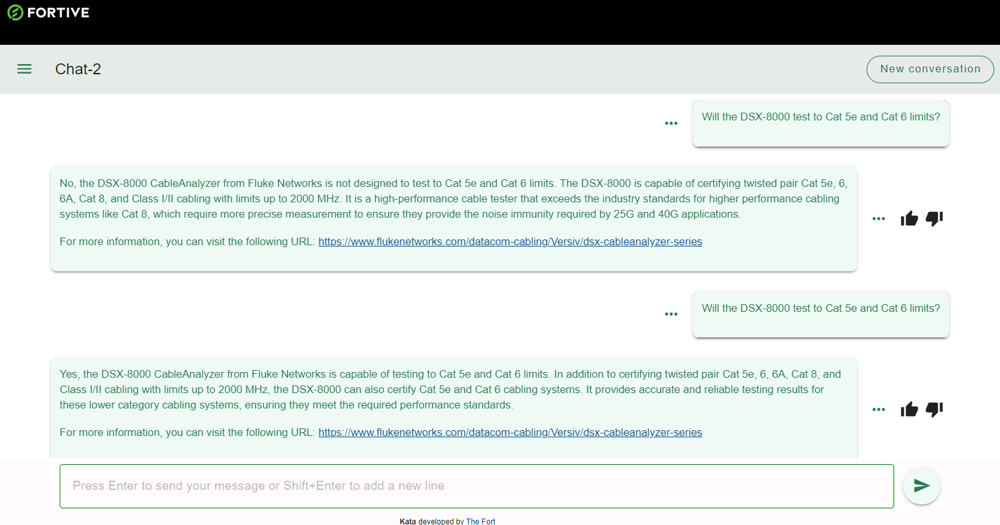 FORTIVE
Chat-2
New conversation
Will the DSX-8000 test to Cat 5e and Cat 6 limits?
No, the DSX-8000 CableAnalyzer from Fluke Networks is not designed to test to Cat 5e and Cat 6 limits. The DSX-8000 is capable of certifying twisted pair Cat 5e, 6,
6A, Cat 8, and Class I/II cabling with limits up to 2000 MHz. It is a high-performance cable tester that exceeds the industry standards for higher performance cabling
systems like Cat 8, which require more precise measurement to ensure they provide the noise immunity required by 25G and 40G applications.
For more information, you can visit the following URL: https://www.flukenetworks.com/datacom-cabling/Versiv/dsx-cableanalyzer-series
Will the DSX-8000 test to Cat 5e and Cat 6 limits?
Yes, the DSX-8000 CableAnalyzer from Fluke Networks is capable of testing to Cat 5e and Cat 6 limits. In addition to certifying twisted pair Cat 5e, 6, 6A, Cat 8, and
Class I/II cabling with limits up to 2000 MHz, the DSX-8000 can also certify Cat 5e and Cat 6 cabling systems. It provides accurate and reliable testing results for
these lower category cabling systems, ensuring they meet the required performance standards.
For more information, you can visit the following URL: https://www.flukenetworks.com/datacom-cabling/Versiv/dsx-cableanalyzer-series
Press Enter to send your message or Shift+Enter to add a new line
Kata developed by The Fort